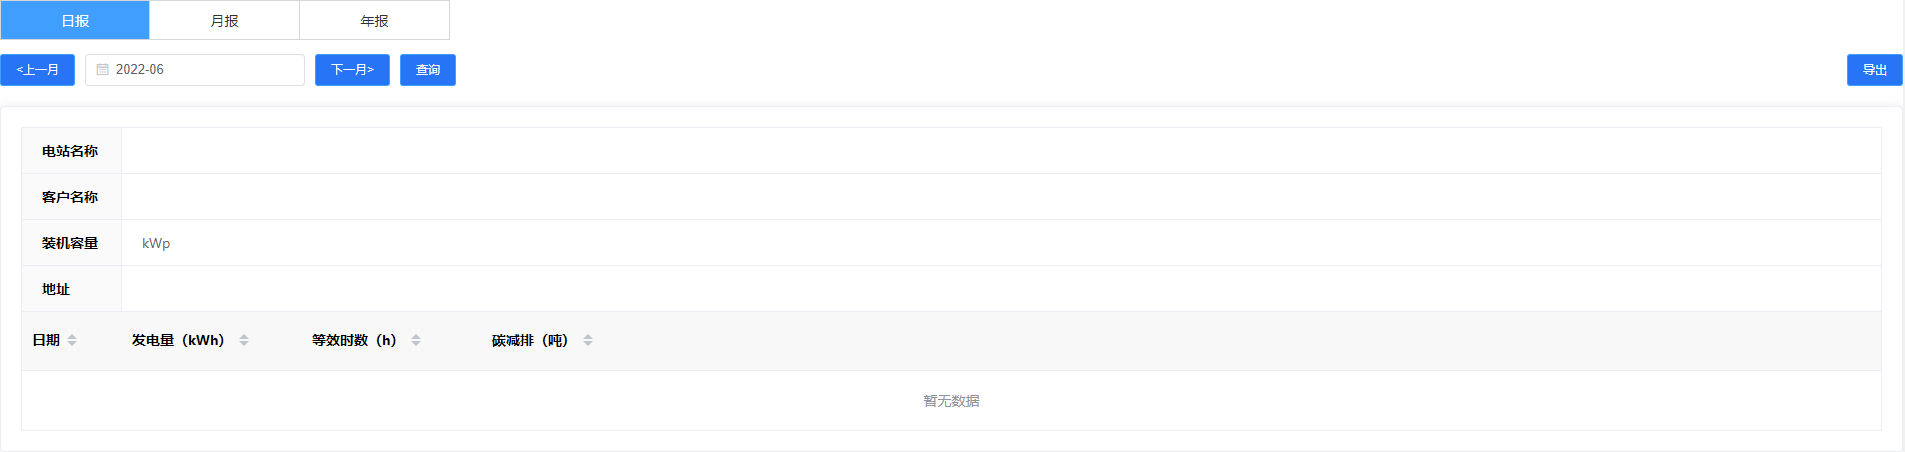 日报 月报 年报
<上一月 2022-06 下一月> 查询 导出
电站名称
客户名称
装机容量 kWp
地址
日期 发电量（kWh） 等效时数（h） 碳减排（吨）
暂无数据